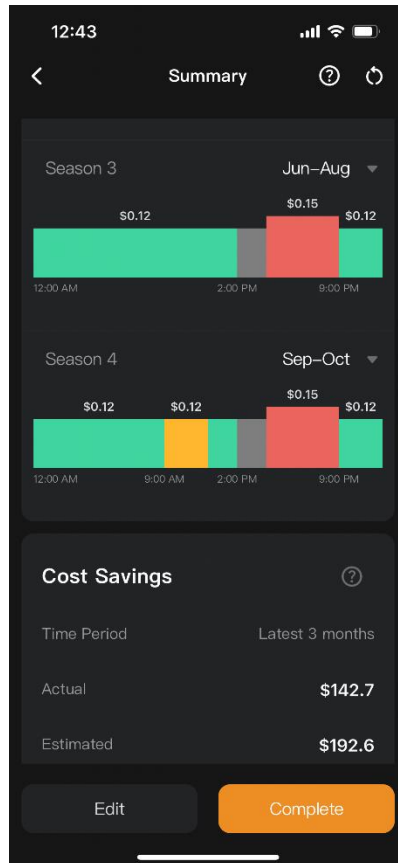 12:43
Summary
Season 3 Jun–Aug
$0.12 $0.15 $0.12
12:00 AM 2:00 PM 9:00 PM
Season 4 Sep–Oct
$0.12 $0.12 $0.15 $0.12
12:00 AM 9:00 AM 2:00 PM 9:00 PM
Cost Savings ?
Time Period Latest 3 months
Actual $142.7
Estimated $192.6
Edit Complete